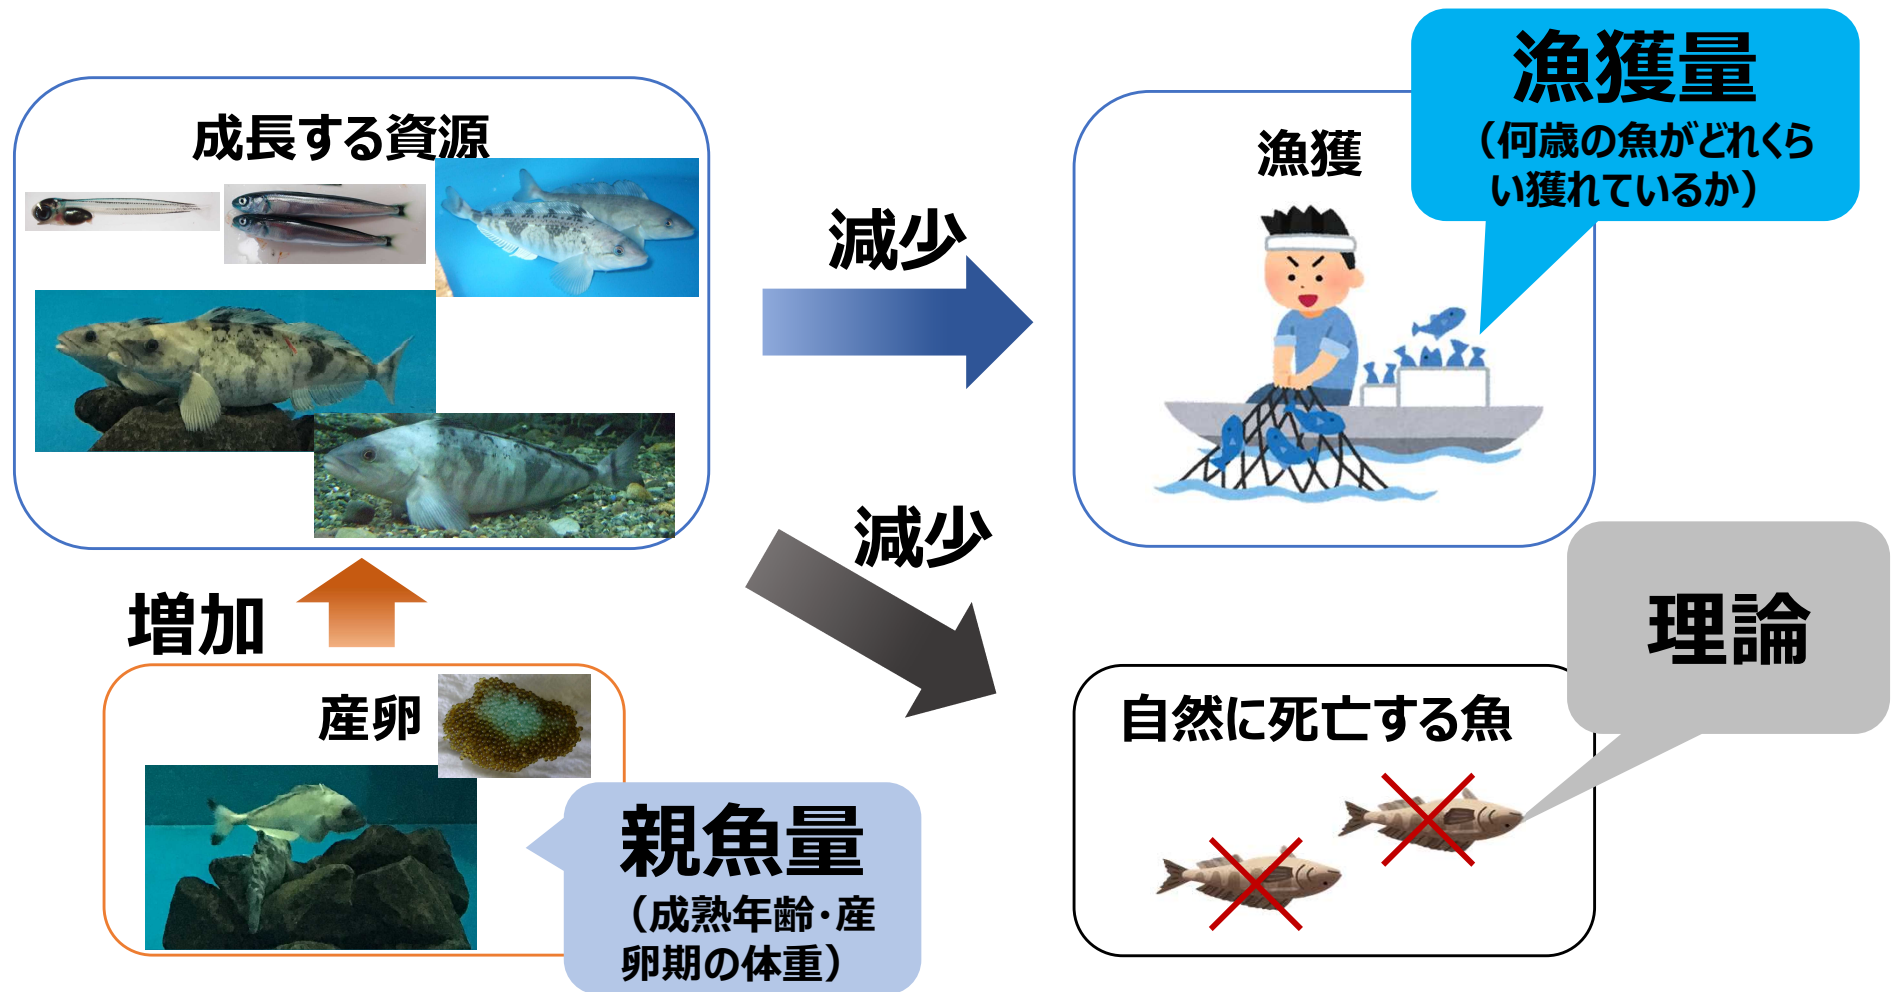 成長する資源
減少
漁獲
漁獲量
（何歳の魚がどれくら
い獲れているか）
増加
減少
産卵
親魚量
（成熟年齢・産
卵期の体重）
自然に死亡する魚
理論